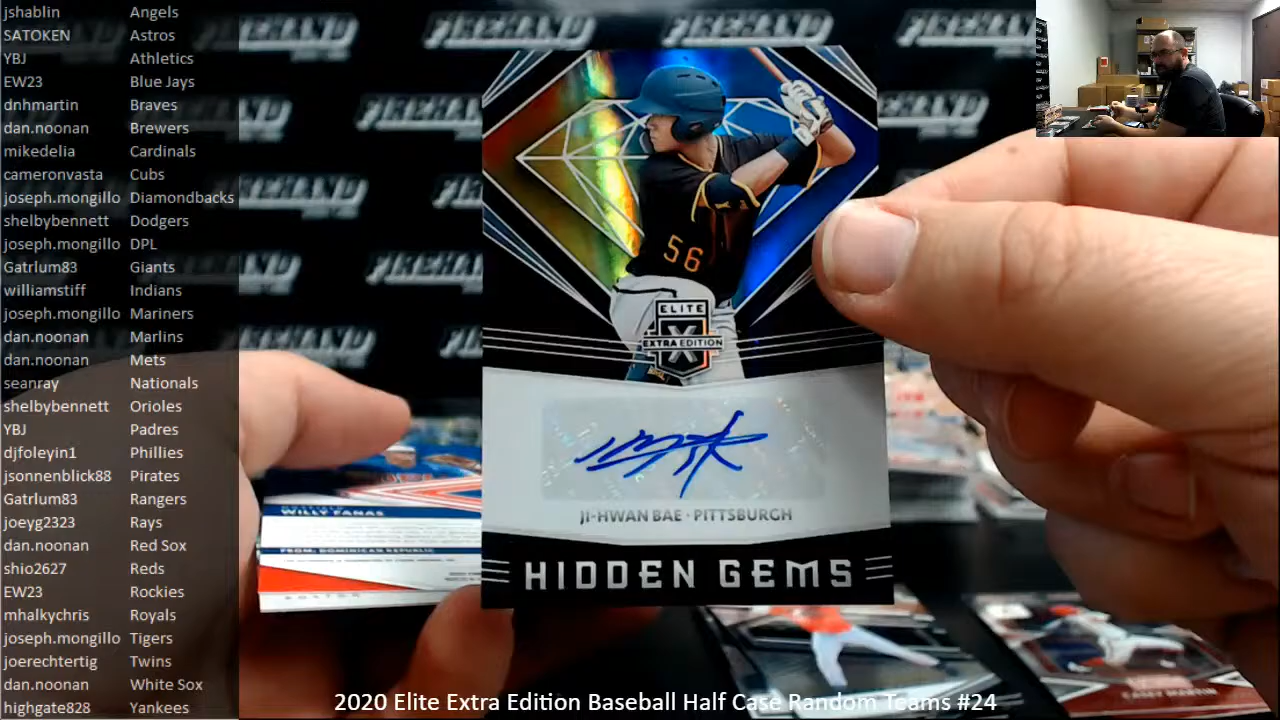 jshablin Angels
SATOKEN Astros
YBJ Athletics
EW23 Blue Jays
dnhmartin Braves
dan.noonan Brewers
mikedelia Cardinals
cameronvasta Cubs
joseph.mongillo Diamondbacks
shelbybennett Dodgers
joseph.mongillo DPL
Gatrlum83 Giants
williamstiff Indians
joseph.mongillo Mariners
dan.noonan Marlins
dan.noonan Mets
seanray Nationals
shelbybennett Orioles
YBJ Padres
djfoleyin1 Phillies
jsonnenblick88 Pirates
Gatrlum83 Rangers
joeyg2323 Rays
dan.noonan Red Sox
shio2627 Reds
EW23 Rockies
mhalkychris Royals
joseph.mongillo Tigers
joerechtertig Twins
dan.noonan White Sox
highgate828 Yankees
FIREHAND
56
ELITE
X
EXTRA EDITION
JI-HWAN BAE · PITTSBURGH
HIDDEN GEMS
WILLY FANAS
FROM: DOMINICAN REPUBLIC
CASEY MARTIN
2020 Elite Extra Edition Baseball Half Case Random Teams #24